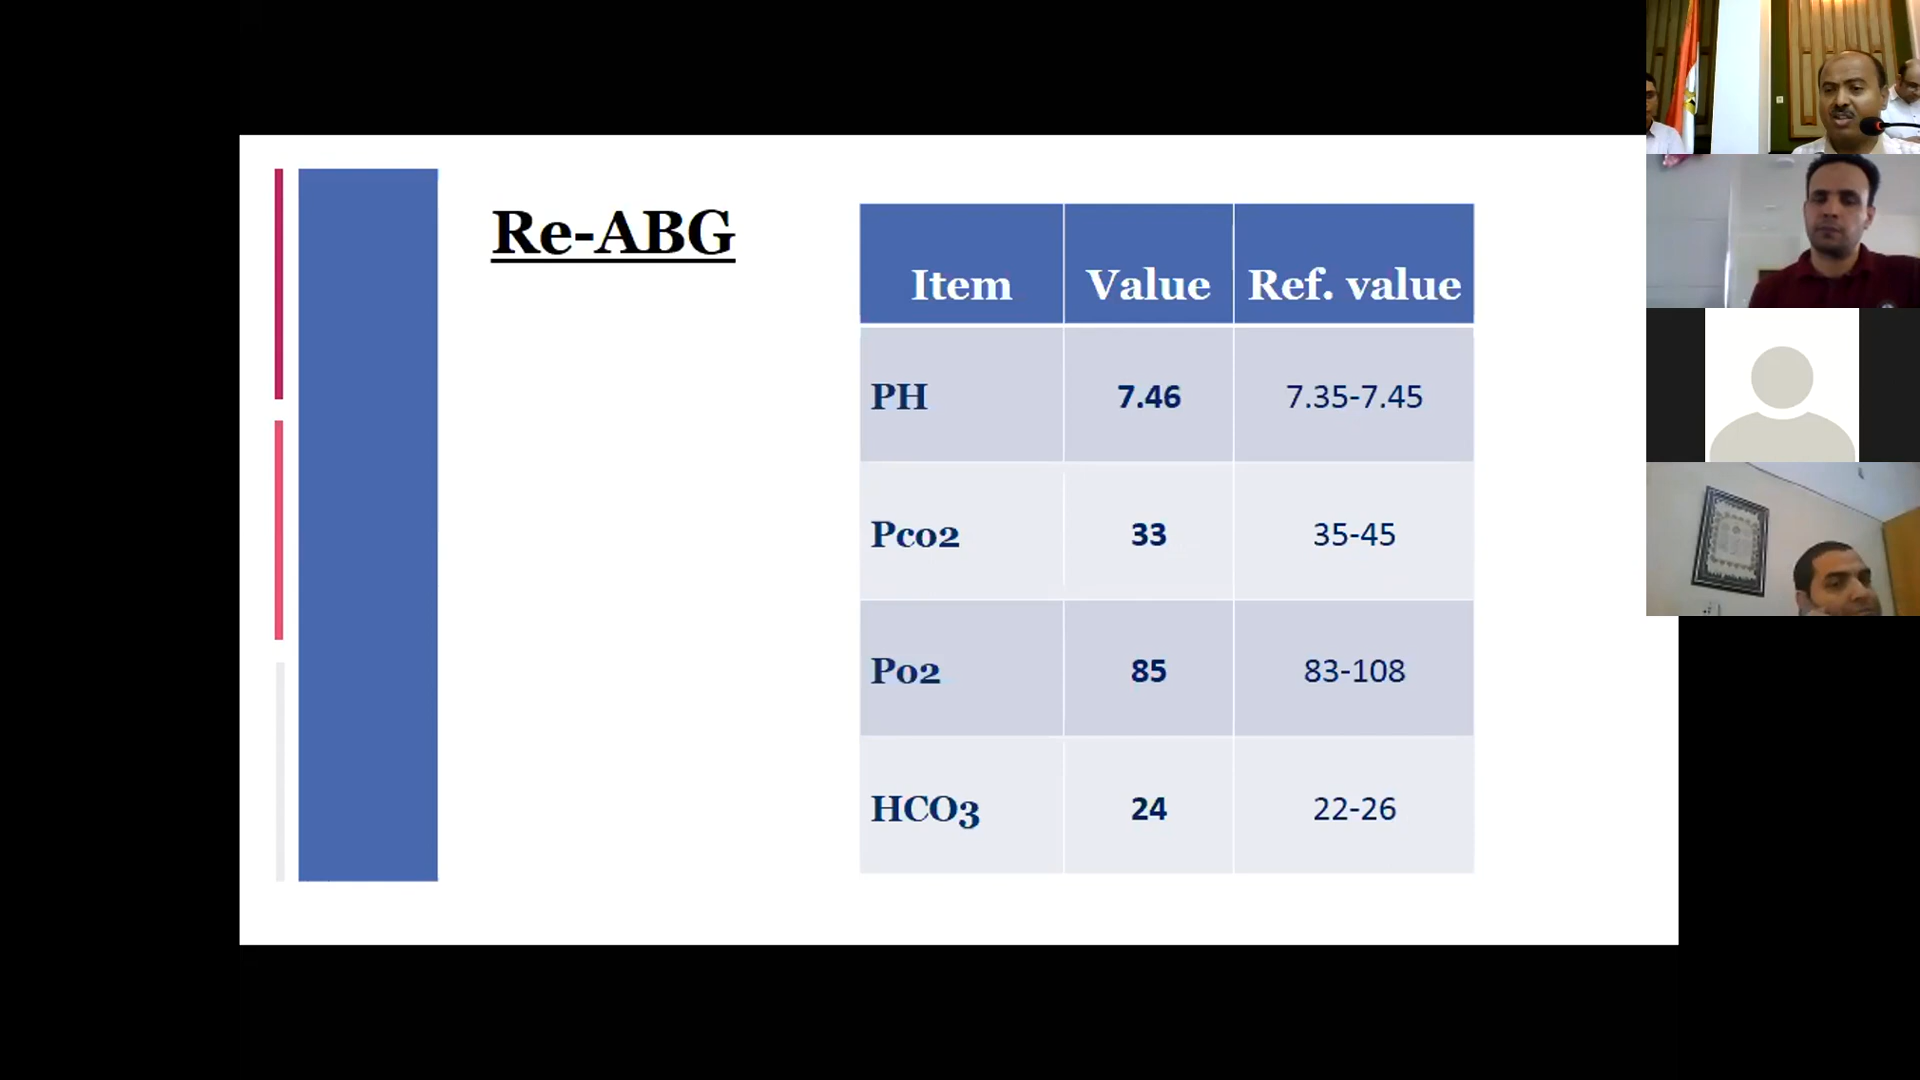 Re-ABG
Item Value Ref. value
PH 7.46 7.35-7.45
Pco2 33 35-45
Po2 85 83-108
HCO3 24 22-26